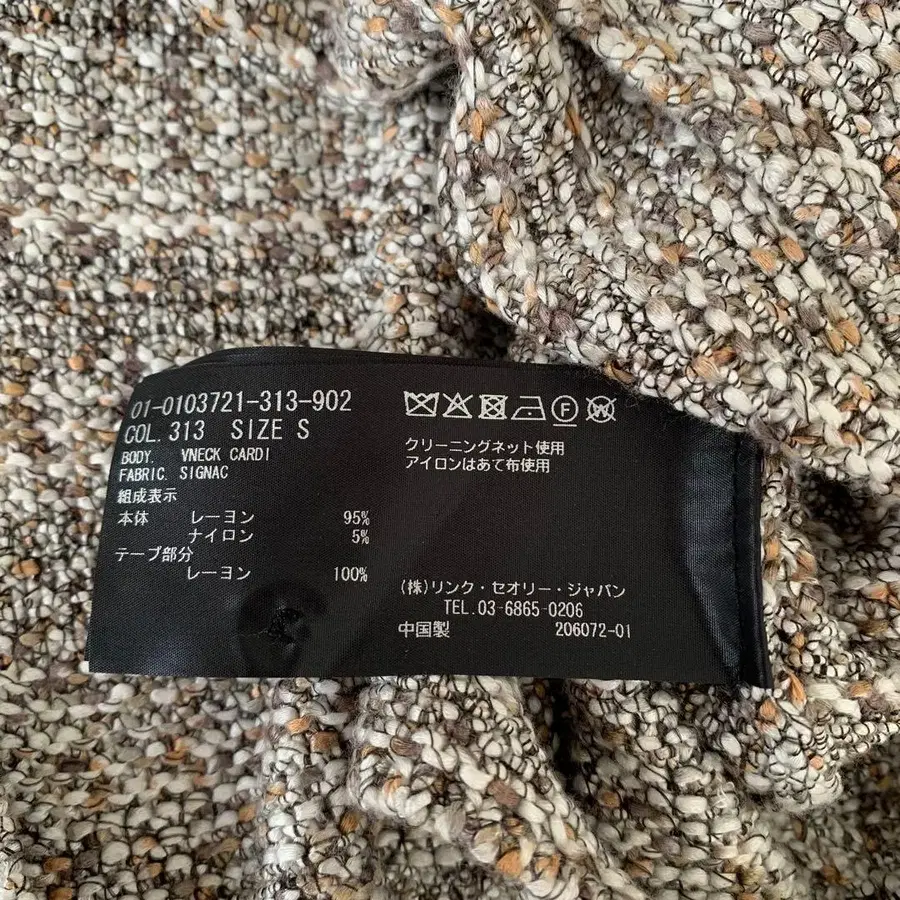 01-0103721-313-902
COL. 313 SIZE S
BODY. VNECK CARDI
FABRIC. SIGNAC
組成表示
本体 レーヨン 95%
ナイロン 5%
テープ部分
レーヨン 100%
F
W
クリーニングネット使用
アイロンはあて布使用
(株)リンク・セオリー・ジャパン
TEL.03-6865-0206
中国製 206072-01